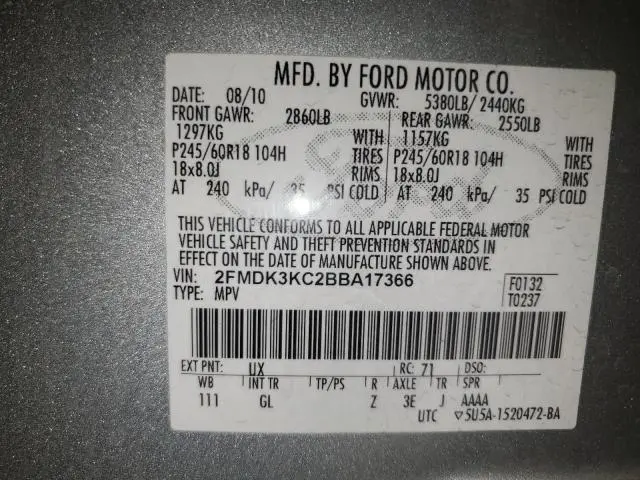 MFD. BY FORD MOTOR CO.
DATE: 08/10 GVWR: 5380LB/2440KG
FRONT GAWR: 2860LB REAR GAWR: 2550LB
1297KG WITH 1157KG WITH
P245/60R18 104H TIRES P245/60R18 104H TIRES
18x8.0J RIMS 18x8.0J RIMS
AT 240 kPa/ 35 PSI COLD AT 240 kPa/ 35 PSI COLD
THIS VEHICLE CONFORMS TO ALL APPLICABLE FEDERAL MOTOR
VEHICLE SAFETY AND THEFT PREVENTION STANDARDS IN
EFFECT ON THE DATE OF MANUFACTURE SHOWN ABOVE.
VIN: 2FMDK3KC2BBA17366 F0132
TYPE: MPV T0237
EXT PNT: UX RC: 71 DSO:
WB INT TR TP/PS R AXLE TR SPR
111 GL Z 3E J AAAA
UTC ▽5U5A-1520472-BA